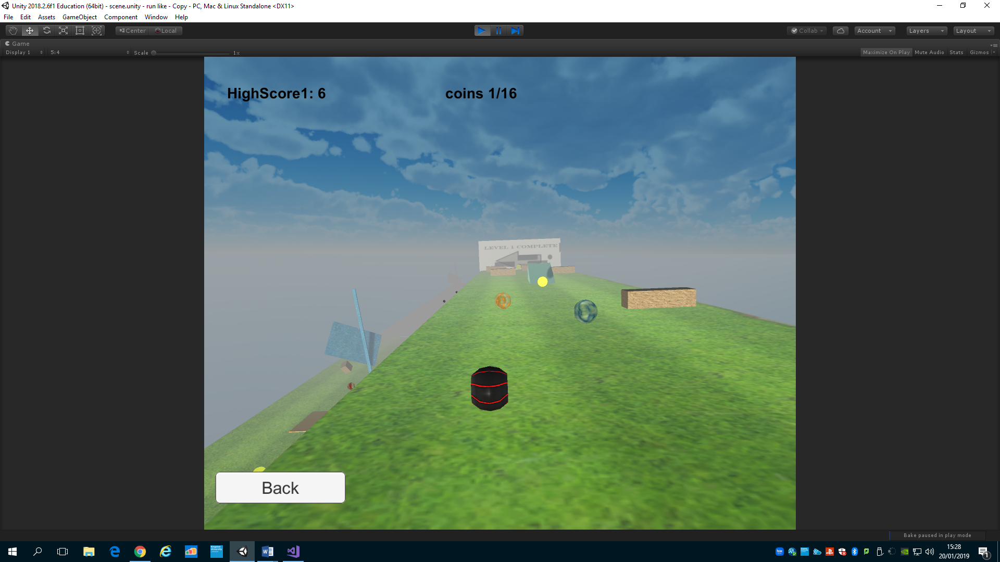 Unity 2018.2.6f1 Education (64bit) - scene.unity - run like - Copy - PC, Mac & Linux Standalone <DX11>
File Edit Assets GameObject Component Window Help
Center Local Collab Account Layers Layout
Game
Display 1 5:4 Scale 1x Maximize On Play Mute Audio Stats Gizmos
HighScore1: 6 coins 1/16
LEVEL 1 COMPLETE
Back
Bake paused in play mode
15:28
20/01/2019
1